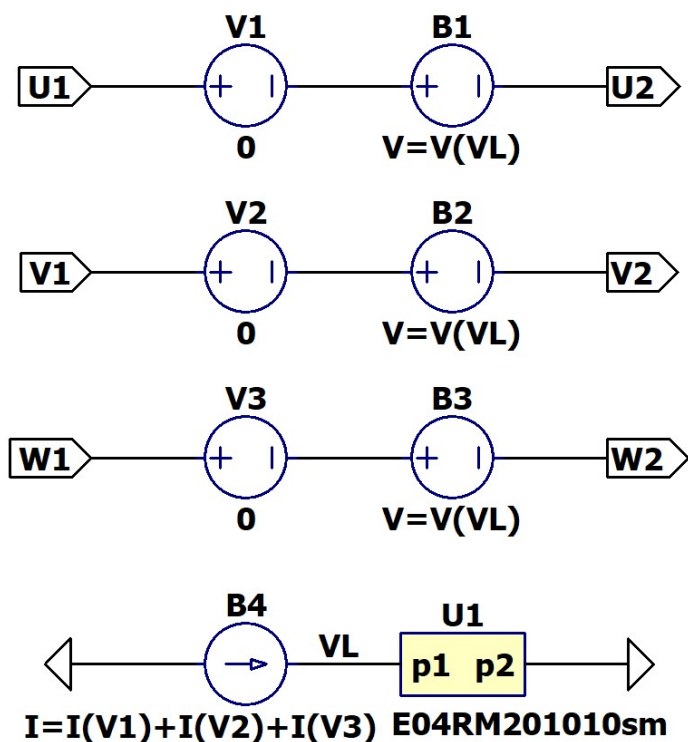 V1 B1
U1 + - U2
0 V=V(VL)
V2 B2
V1 + - V2
0 V=V(VL)
V3 B3
W1 + - W2
0 V=V(VL)
B4 VL U1
p1 p2
I=I(V1)+I(V2)+I(V3) E04RM201010sm